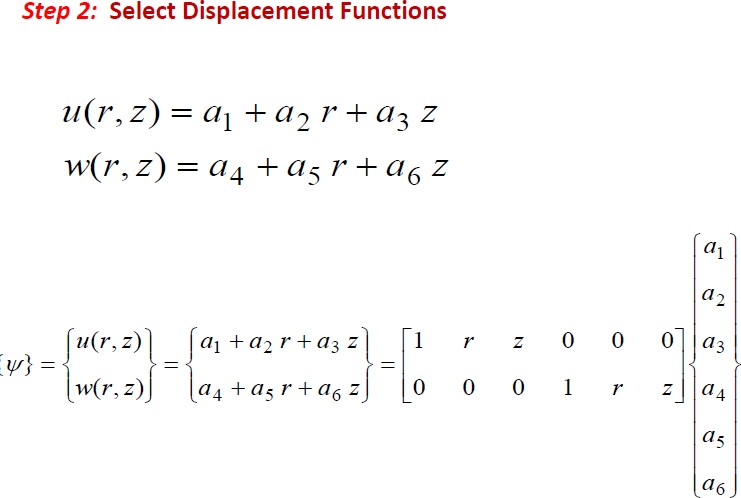 Step 2: Select Displacement Functions
u(r, z) = a₁ + a₂ r + a₃ z
w(r, z) = a₄ + a₅ r + a₆ z
{ψ} = {u(r, z) w(r, z)} = {a₁ + a₂ r + a₃ z a₄ + a₅ r + a₆ z} = [1 r z 0 0 0 0 0 0 1 r z] {a₁ a₂ a₃ a₄ a₅ a₆}